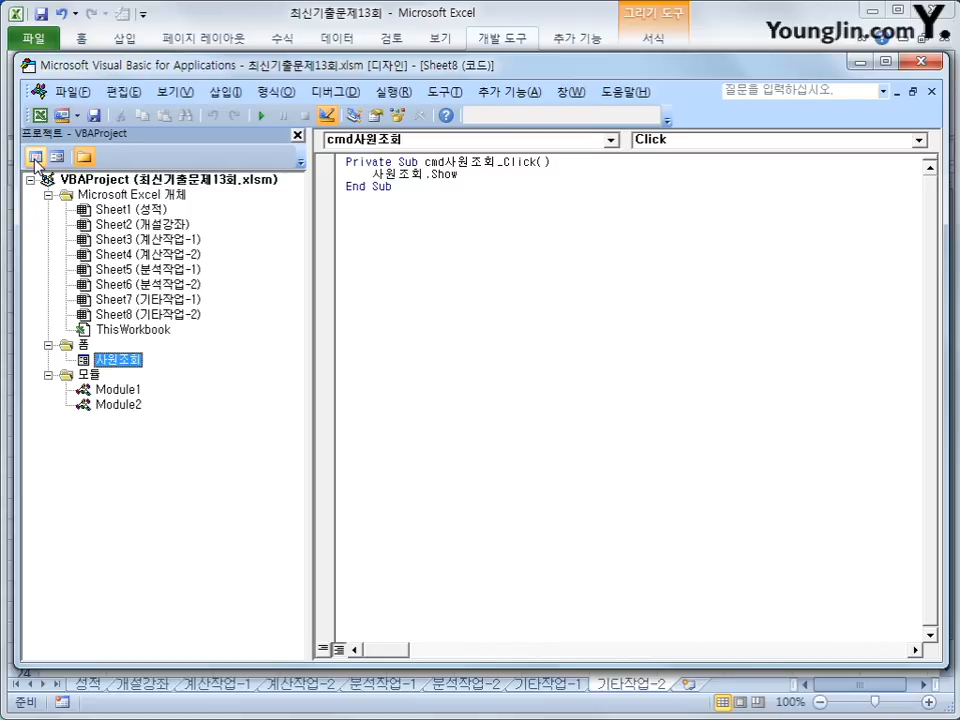 최신기출문제13회 - Microsoft Excel
그리기 도구
파일 홈 삽입 페이지 레이아웃 수식 데이터 검토 보기 개발 도구 추가 기능 서식
Younglin.com Y.
Microsoft Visual Basic for Applications - 최신기출문제13회.xlsm [디자인] - [Sheet8 (코드)]
파일(F) 편집(E) 보기(V) 삽입(I) 형식(O) 디버그(D) 실행(R) 도구(T) 추가 기능(A) 창(W) 도움말(H)
질문을 입력하십시오.
프로젝트 - VBAProject
cmd사원조회
Click
VBAProject (최신기출문제13회.xlsm)
Microsoft Excel 개체
Sheet1 (성적)
Sheet2 (개설강좌)
Sheet3 (계산작업-1)
Sheet4 (계산작업-2)
Sheet5 (분석작업-1)
Sheet6 (분석작업-2)
Sheet7 (기타작업-1)
Sheet8 (기타작업-2)
ThisWorkbook
폼
사원조회
모듈
Module1
Module2
Private Sub cmd사원조회_Click()
사원조회.Show
End Sub
성적 개설강좌 계산작업-1 계산작업-2 분석작업-1 분석작업-2 기타작업-1 기타작업-2
준비
100%